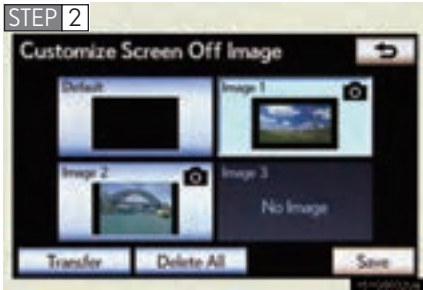 STEP 2
Customize Screen Off Image
Default
Image 1
Image 2
Image 3
No Image
Transfer
Delete All
Save